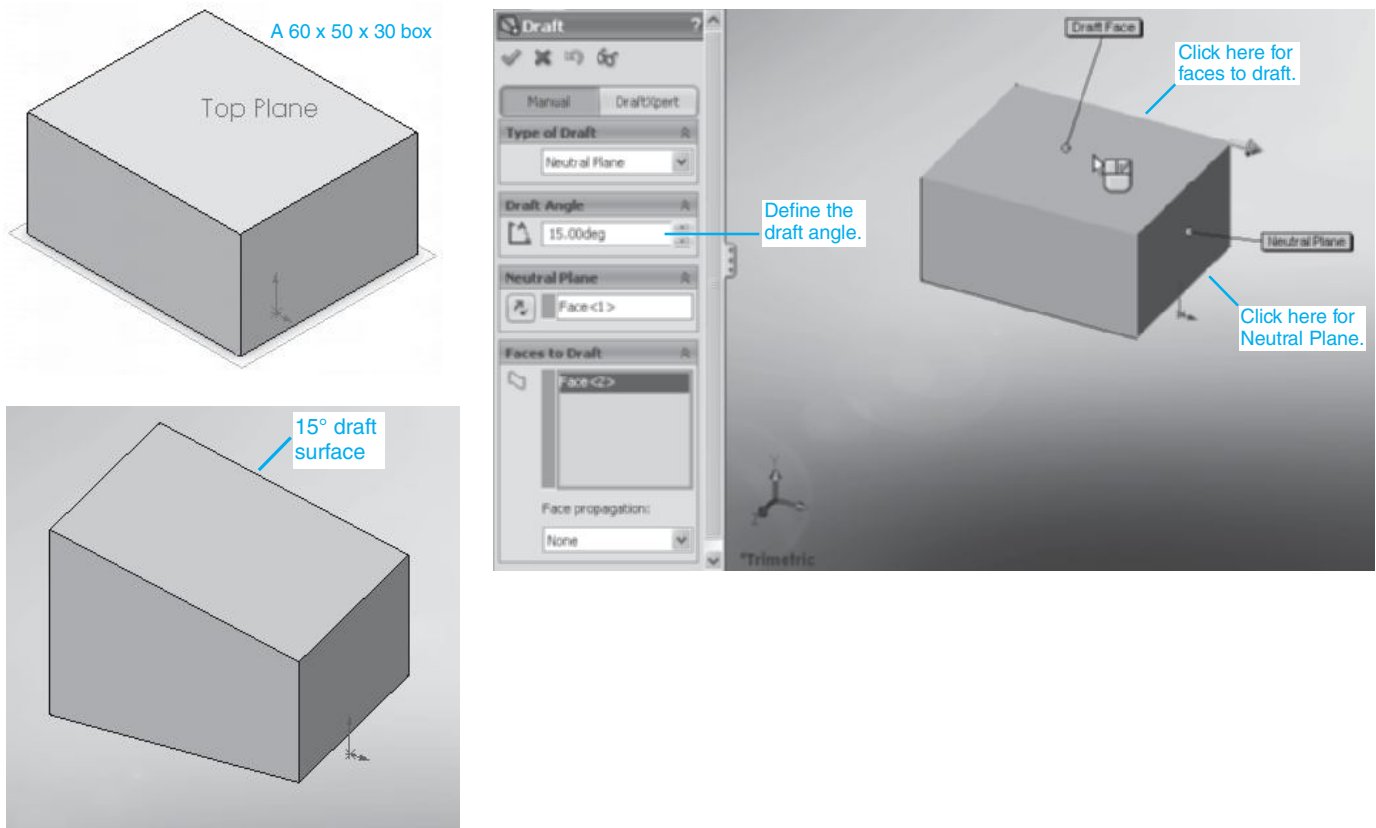 A 60 x 50 x 30 box
Top Plane
15° draft
surface
Draft
?
Manual
DraftXpert
Type of Draft
Neutral Plane
Draft Angle
15.00deg
Neutral Plane
Face<1>
Faces to Draft
Face<2>
Face propagation:
None
Define the
draft angle.
Draft Face
Click here for
faces to draft.
Neutral Plane
Click here for
Neutral Plane.
Y
Z
*Trimetric